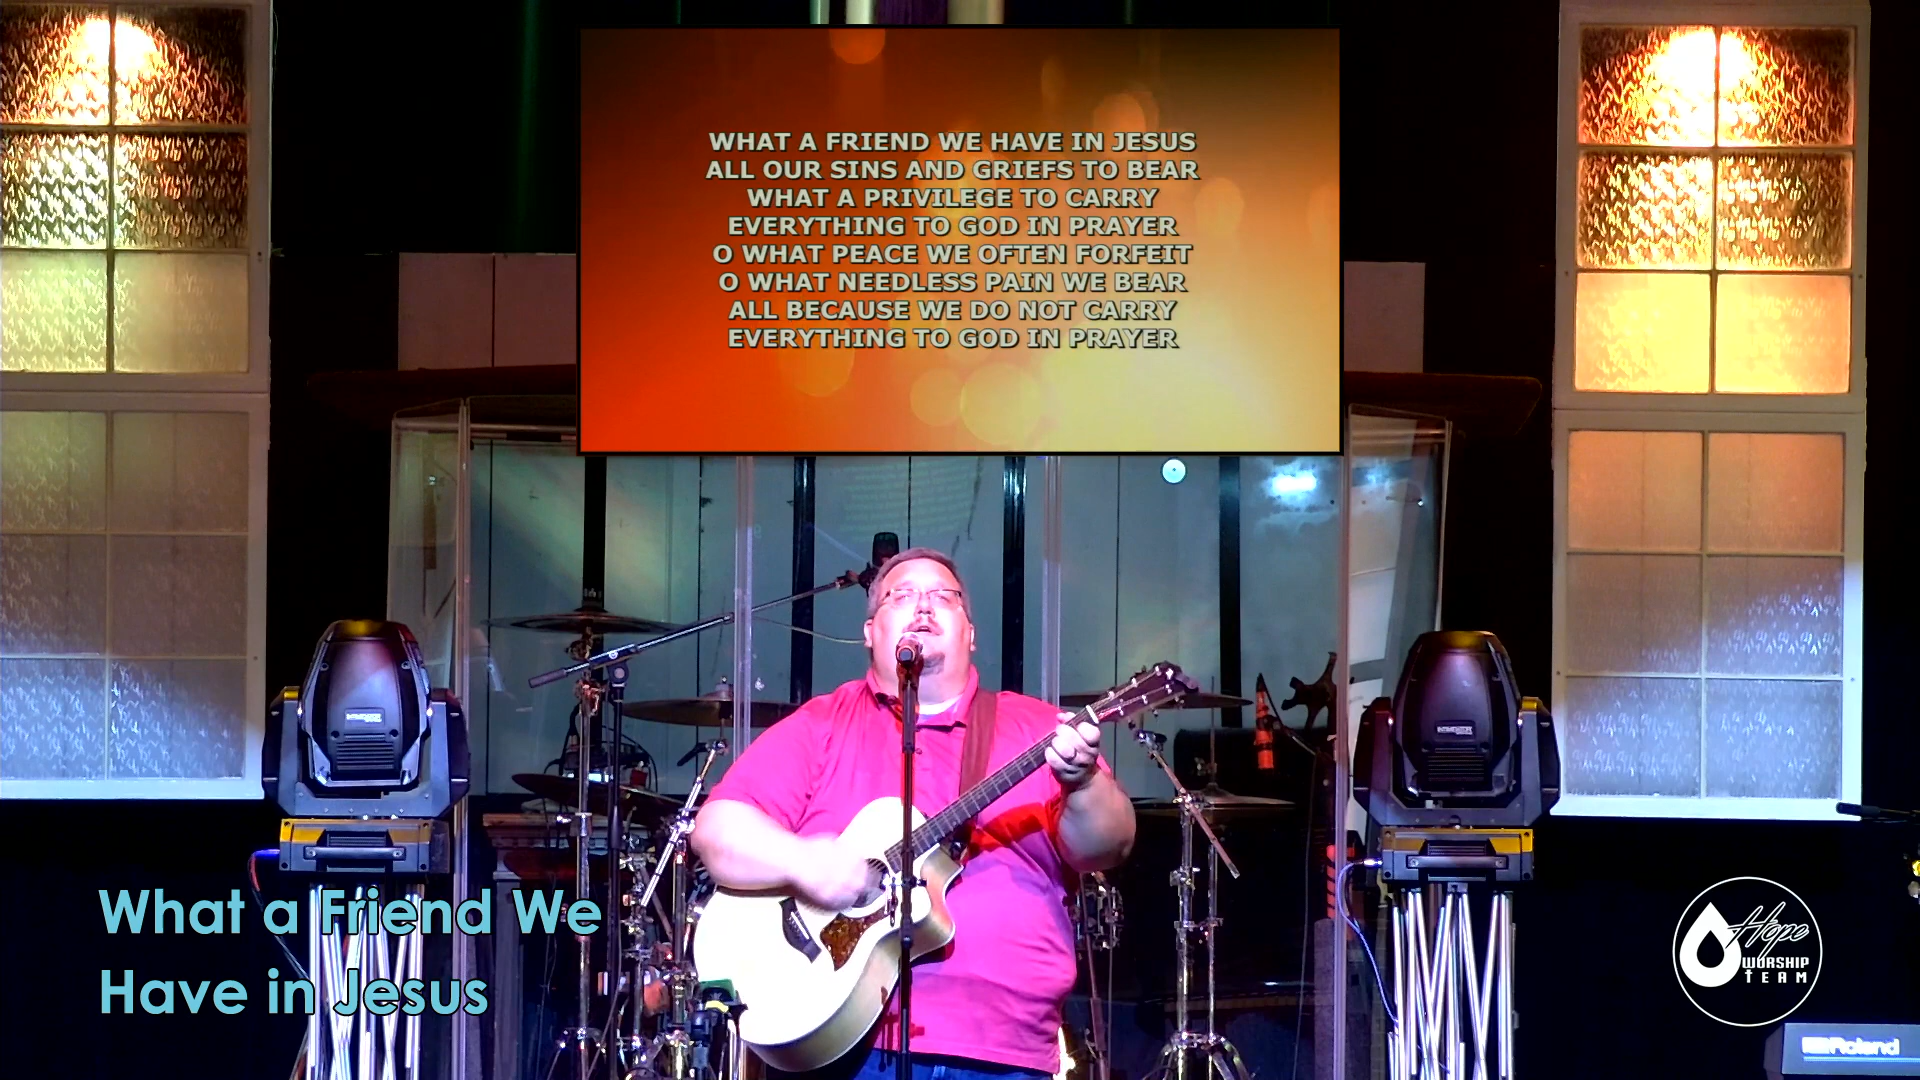 WHAT A FRIEND WE HAVE IN JESUS
ALL OUR SINS AND GRIEFS TO BEAR
WHAT A PRIVILEGE TO CARRY
EVERYTHING TO GOD IN PRAYER
O WHAT PEACE WE OFTEN FORFEIT
O WHAT NEEDLESS PAIN WE BEAR
ALL BECAUSE WE DO NOT CARRY
EVERYTHING TO GOD IN PRAYER
What a Friend We
Have in Jesus
Hope
WORSHIP
TEAM
Roland